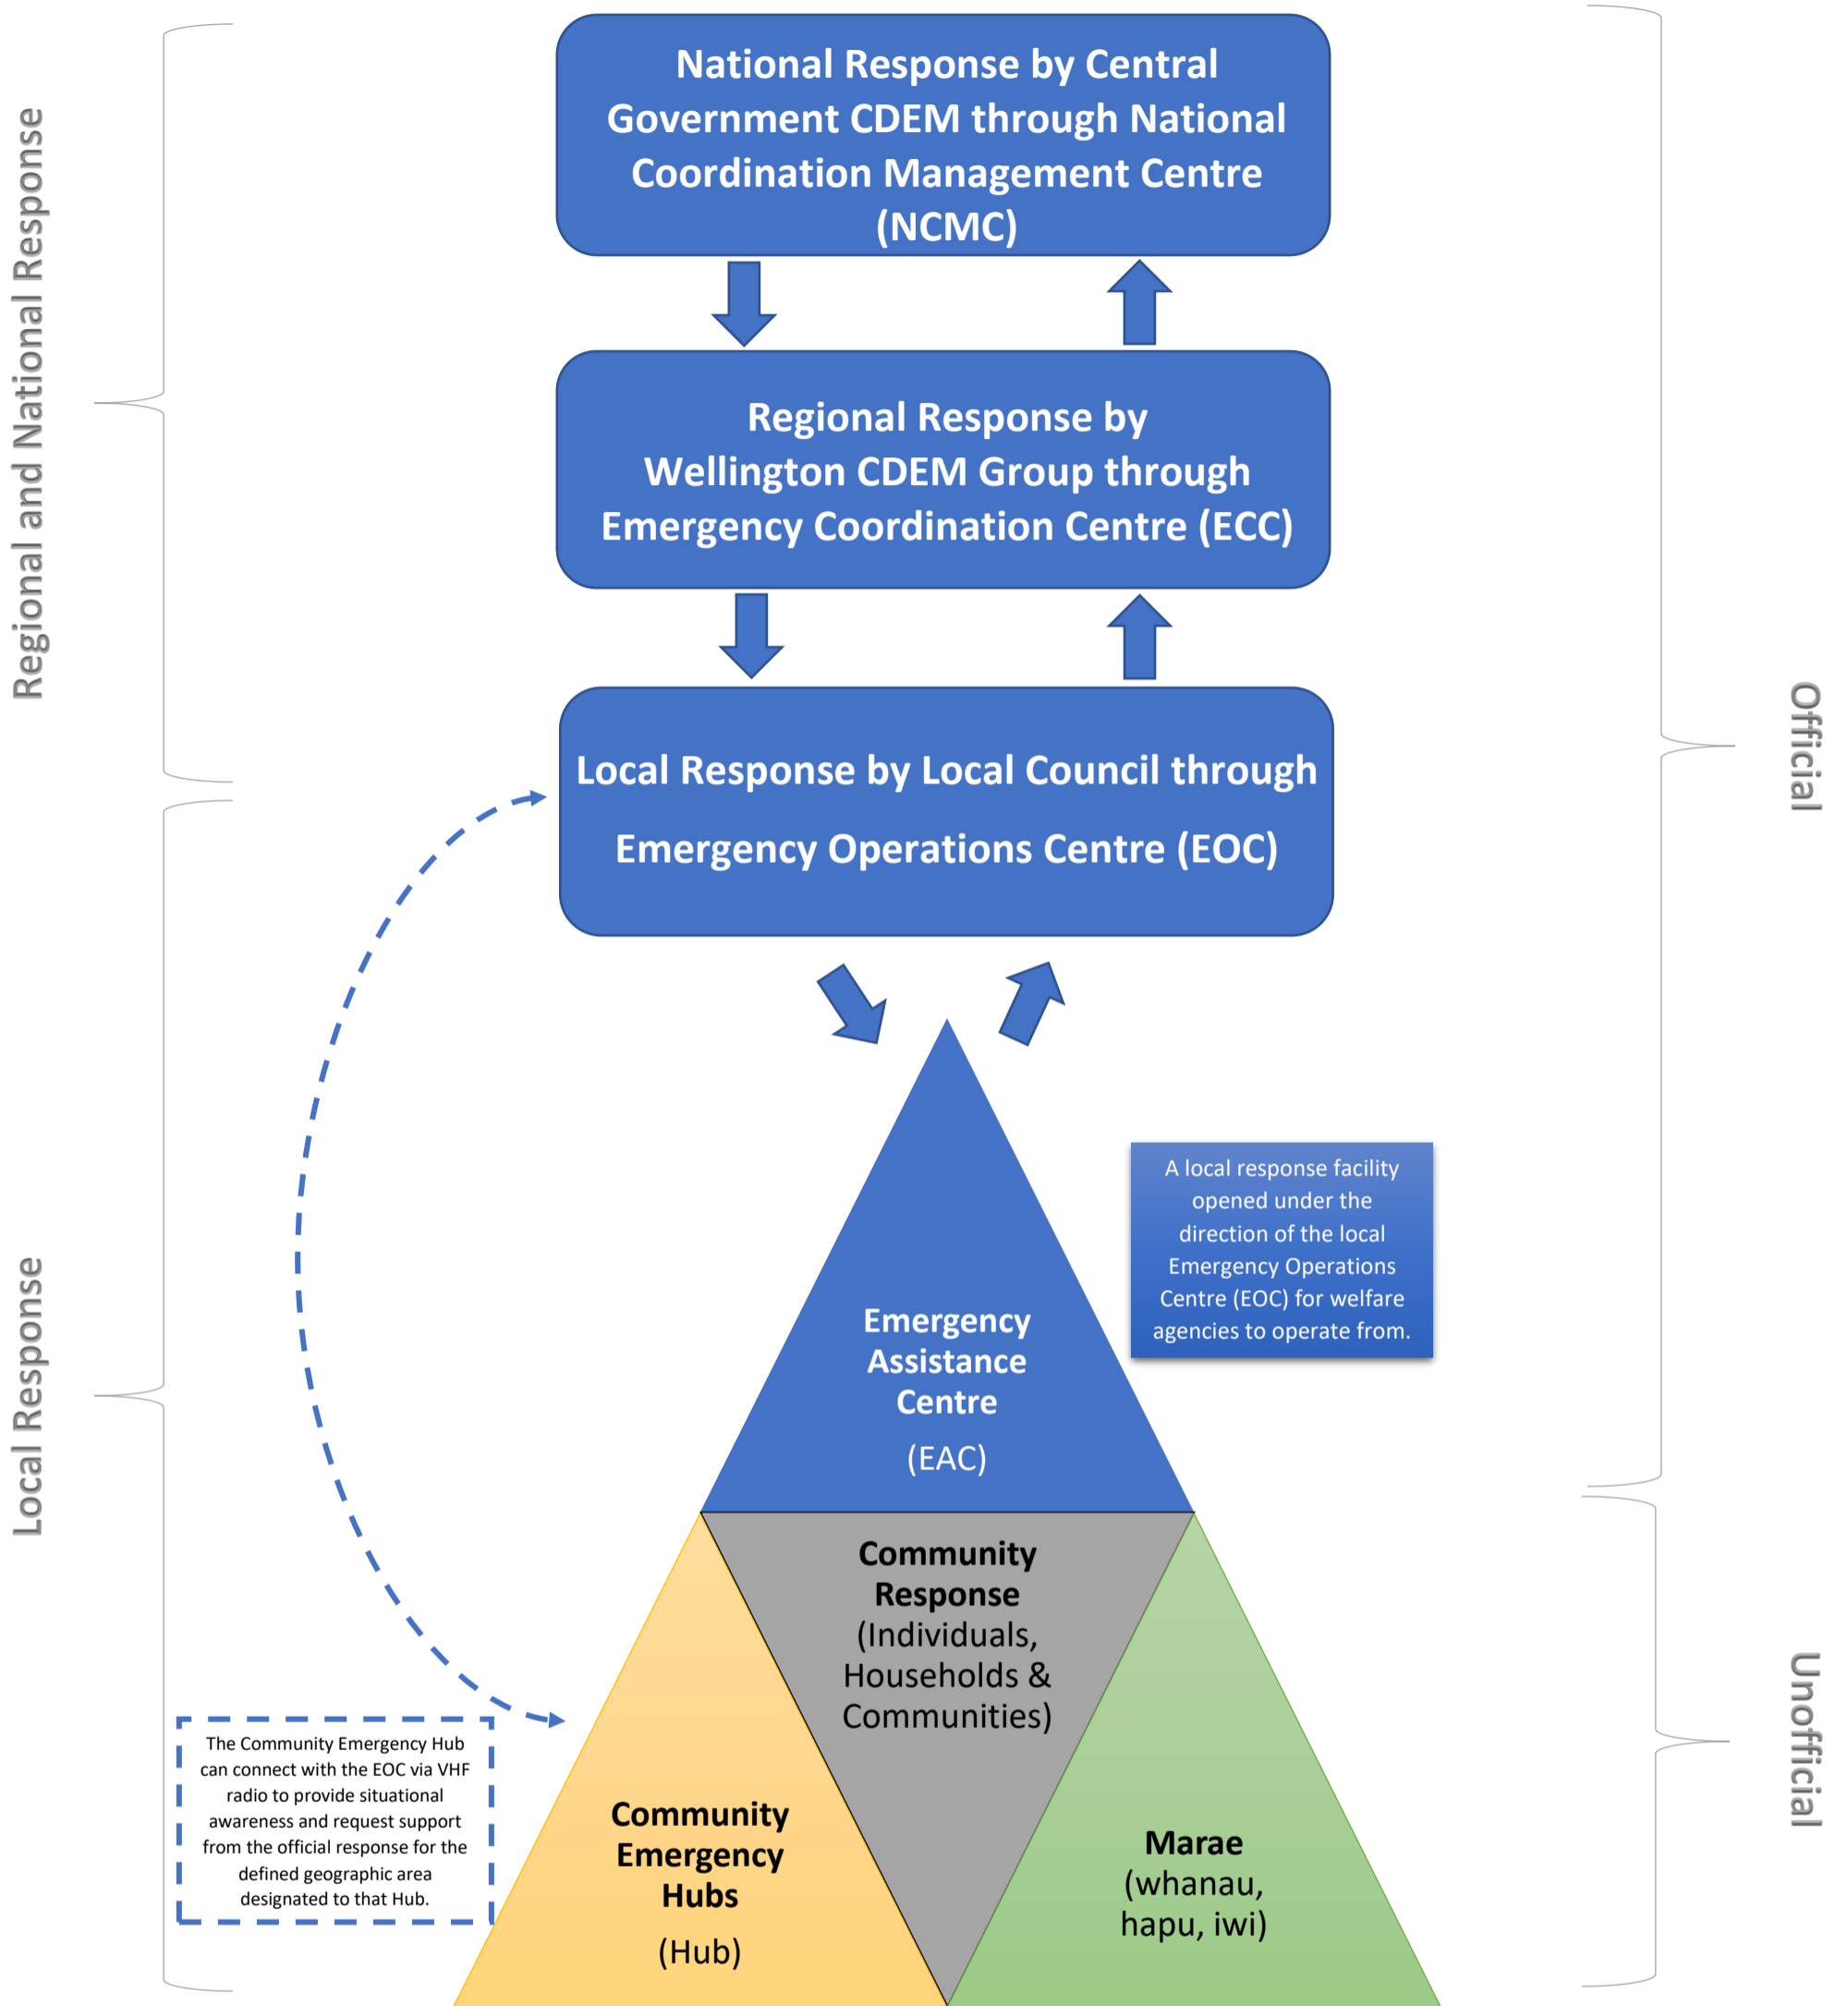 Regional and National Response
National Response by Central
Government CDEM through National
Coordination Management Centre
(NCMC)
Regional Response by
Wellington CDEM Group through
Emergency Coordination Centre (ECC)
Official
Local Response by Local Council through
Emergency Operations Centre (EOC)
Local Response
A local response facility
opened under the
direction of the local
Emergency Operations
Centre (EOC) for welfare
agencies to operate from.
Emergency
Assistance
Centre
(EAC)
Community
Response
(Individuals,
Households &
Communities)
Unofficial
The Community Emergency Hub
can connect with the EOC via VHF
radio to provide situational
awareness and request support
from the official response for the
defined geographic area
designated to that Hub.
Community
Emergency
Hubs
(Hub)
Marae
(whanau,
hapu, iwi)